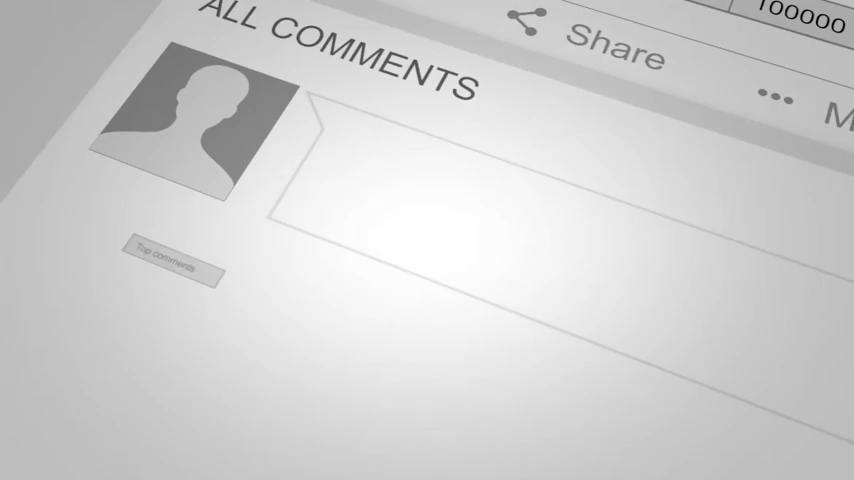 100000
Share
M
ALL COMMENTS
Top comments